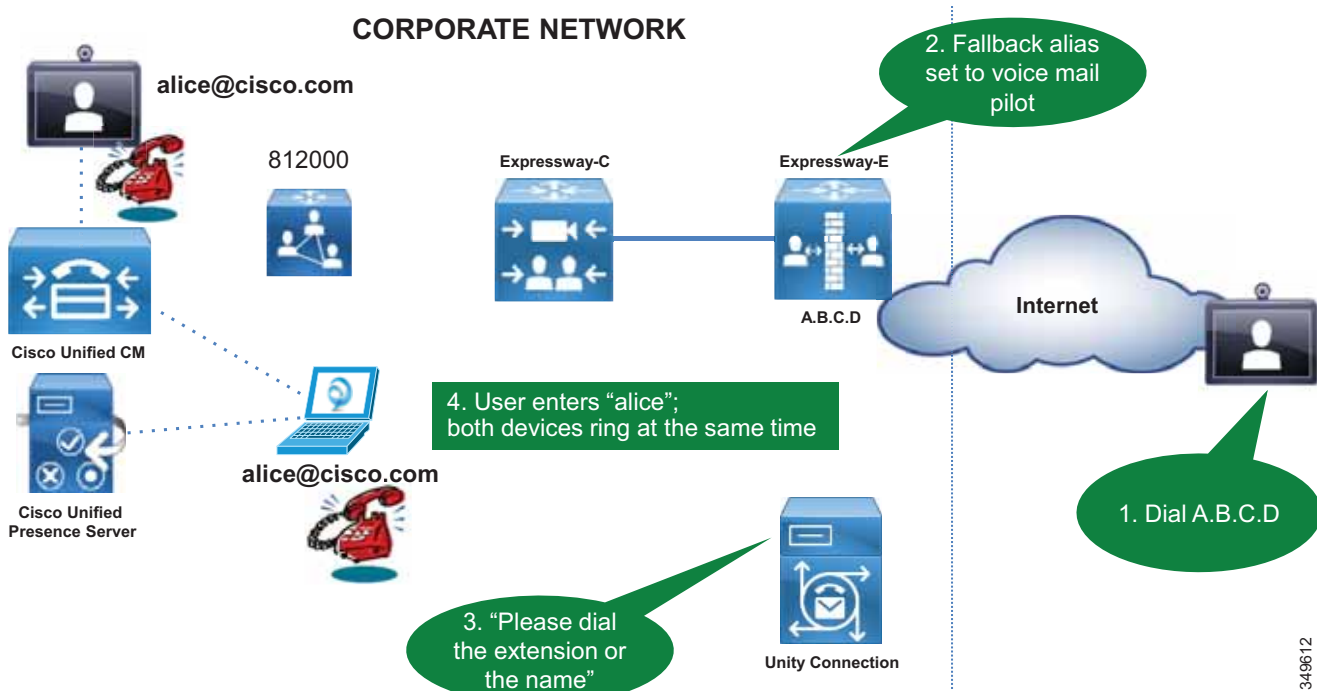 CORPORATE NETWORK
alice@cisco.com
812000
Expressway-C
Expressway-E
2. Fallback alias
set to voice mail
pilot
A.B.C.D
Internet
Cisco Unified CM
4. User enters “alice”;
both devices ring at the same time
alice@cisco.com
Cisco Unified
Presence Server
1. Dial A.B.C.D
3. “Please dial
the extension or
the name”
Unity Connection
349612